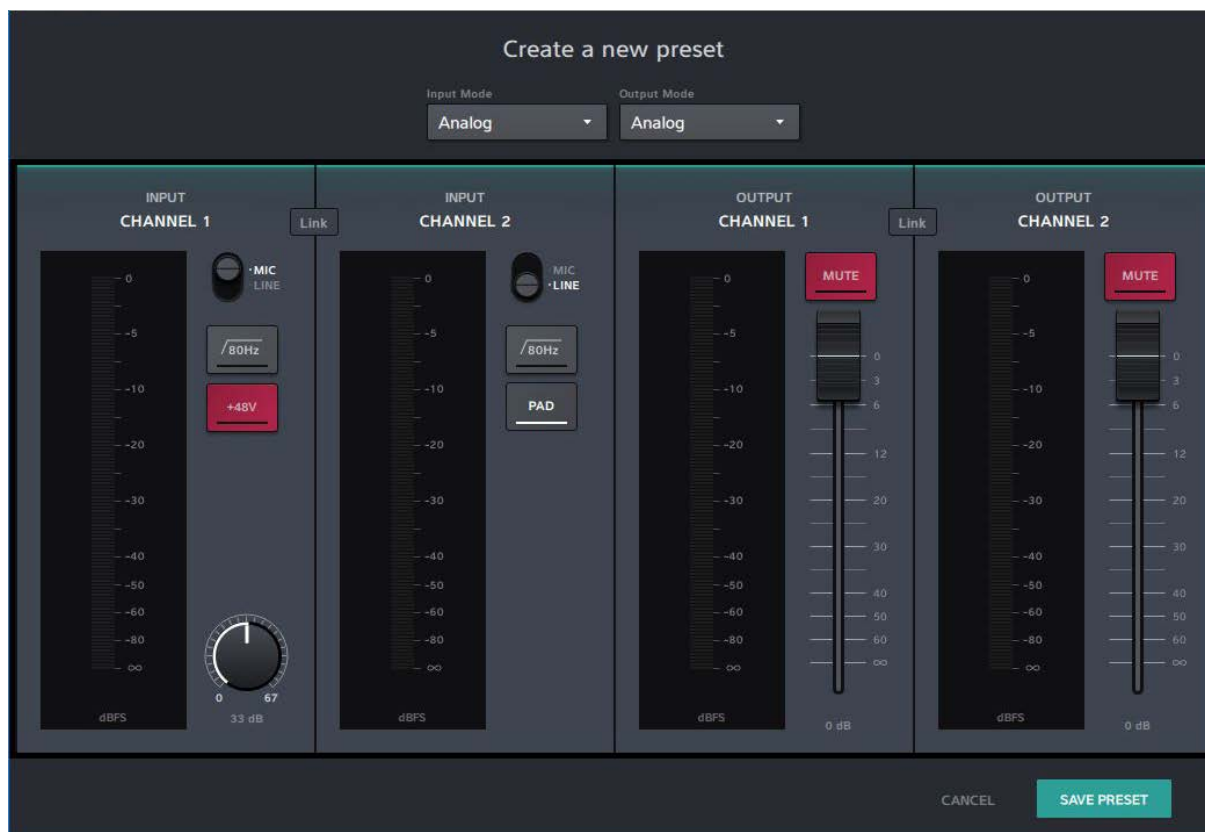 Create a new preset
Input Mode Output Mode
Analog Analog
INPUT
CHANNEL 1
Link
0
-5
-10
-20
-30
-40
-50
-60
-80
∞
dBFS
MIC
LINE
80Hz
+48V
0 67
33 dB
INPUT
CHANNEL 2
0
-5
-10
-20
-30
-40
-50
-60
-80
∞
dBFS
MIC
LINE
80Hz
PAD
OUTPUT
CHANNEL 1
Link
0
-5
-10
-20
-30
-40
-50
-60
-80
∞
dBFS
MUTE
0
3
6
12
20
30
40
50
60
∞
0 dB
OUTPUT
CHANNEL 2
0
-5
-10
-20
-30
-40
-50
-60
-80
∞
dBFS
MUTE
0
3
6
12
20
30
40
50
60
∞
0 dB
CANCEL SAVE PRESET